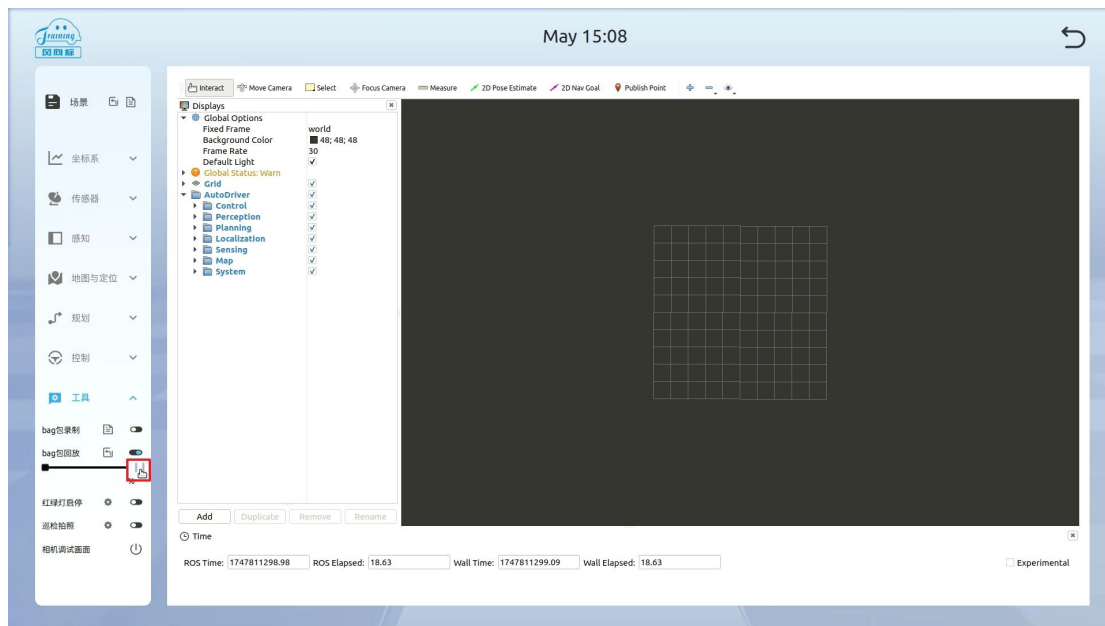 Training
风向标
May 15:08
场景
坐标系
传感器
感知
地图与定位
规划
控制
工具
bag包录制
bag包回放
%
红绿灯启停
巡检拍照
相机调试画面
Interact Move Camera Select Focus Camera Measure 2D Pose Estimate 2D Nav Goal Publish Point
Displays
Global Options
Fixed Frame world
Background Color 48; 48; 48
Frame Rate 30
Default Light
Global Status: Warn
Grid
AutoDriver
Control
Perception
Planning
Localization
Sensing
Map
System
Add Duplicate Remove Rename
Time
ROS Time: 1747811298.98 ROS Elapsed: 18.63 Wall Time: 1747811299.09 Wall Elapsed: 18.63 Experimental